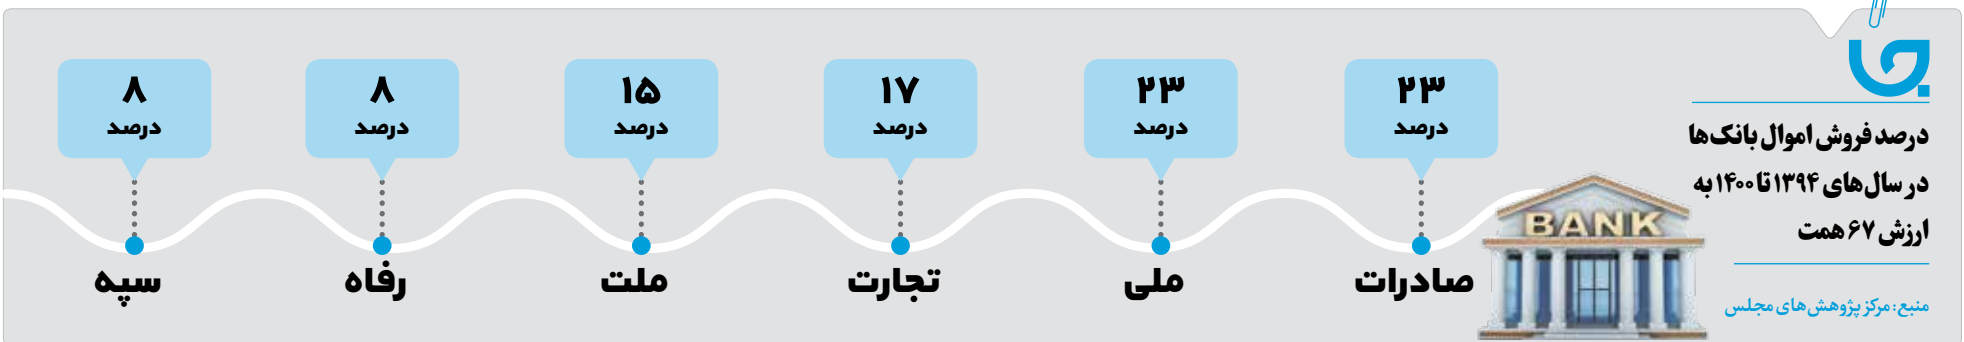 درصد فروش اموال بانک‌ها
در سال‌های ۱۳۹۴ تا ۱۴۰۰ به
ارزش ۶۷ همت
منبع: مرکز پژوهش‌های مجلس
BANK
۲۳
درصد
صادرات
۲۳
درصد
ملی
۱۷
درصد
تجارت
۱۵
درصد
ملت
۸
درصد
رفاه
۸
درصد
سپه